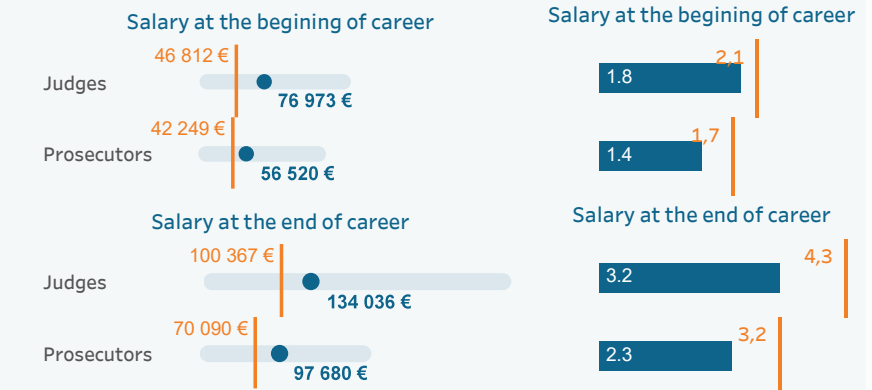 Salary at the begining of career
46 812 €
Judges
76 973 €
42 249 €
Prosecutors
56 520 €
Salary at the end of career
100 367 €
Judges
134 036 €
70 090 €
Prosecutors
97 680 €
Salary at the begining of career
2,1
1.8
1,7
1.4
Salary at the end of career
4,3
3.2
3,2
2.3